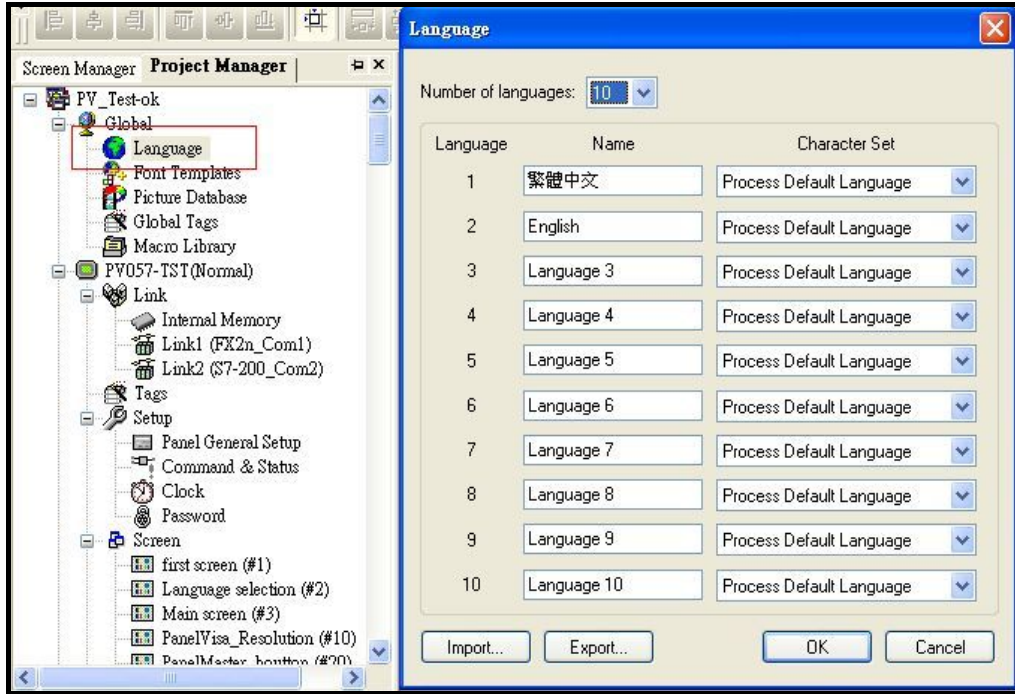 Screen Manager Project Manager
PV_Test-ok
Global
Language
Font Templates
Picture Database
Global Tags
Macro Library
PV057-TST(Normal)
Link
Internal Memory
Link1 (FX2n_Com1)
Link2 (S7-200_Com2)
Tags
Setup
Panel General Setup
Command & Status
Clock
Password
Screen
first screen (#1)
Language selection (#2)
Main screen (#3)
PanelVisa_Resolution (#10)
PanelMaster_boutton (#20)
Language
Number of languages: 10
Language Name Character Set
1 繁體中文 Process Default Language
2 English Process Default Language
3 Language 3 Process Default Language
4 Language 4 Process Default Language
5 Language 5 Process Default Language
6 Language 6 Process Default Language
7 Language 7 Process Default Language
8 Language 8 Process Default Language
9 Language 9 Process Default Language
10 Language 10 Process Default Language
Import... Export... OK Cancel